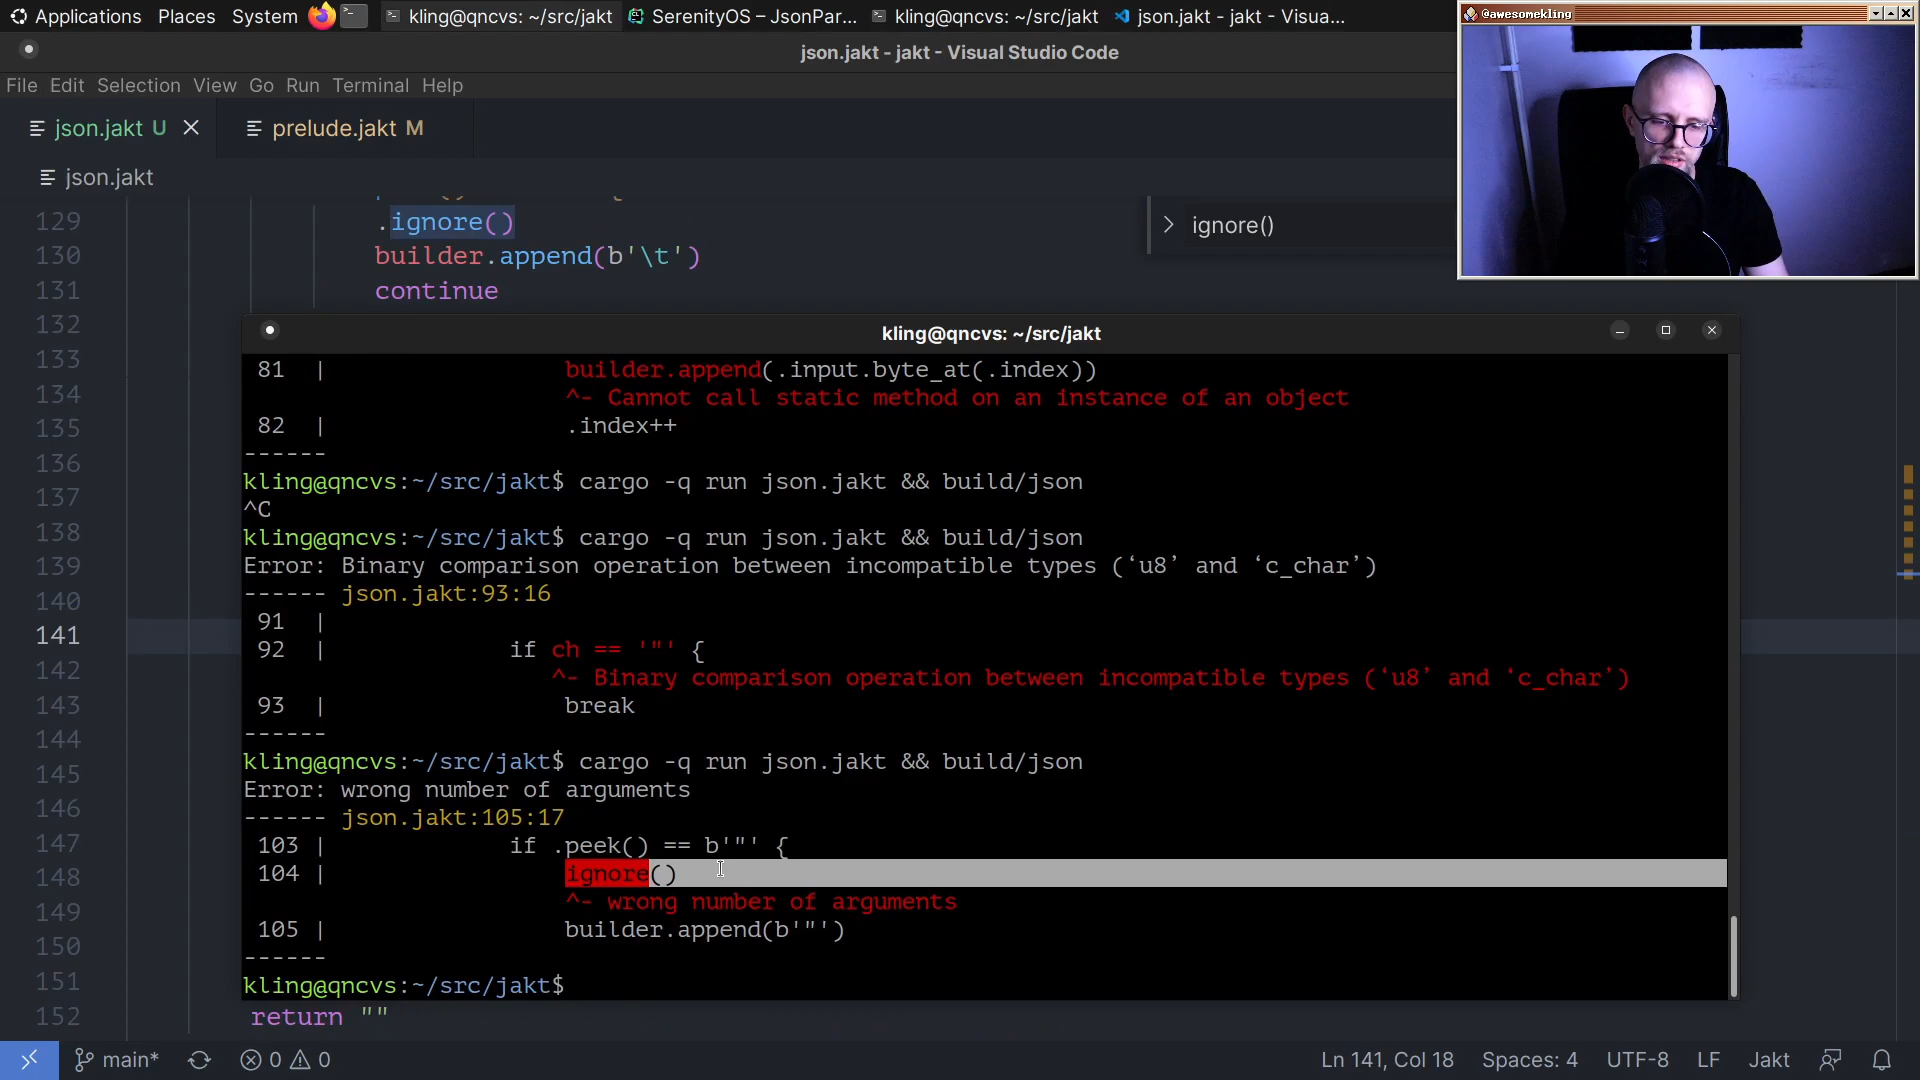 Applications Places System kling@qncvs: ~/src/jakt SerenityOS – JsonPar... kling@qncvs: ~/src/jakt json.jakt - jakt - Visua...
@awesomekling
json.jakt - jakt - Visual Studio Code
File Edit Selection View Go Run Terminal Help
json.jakt U prelude.jakt M
json.jakt
129 .ignore()
ignore()
130 builder.append(b'\t')
131 continue
132
133
134
135
136
137
138
139
140
141
142
143
144
145
146
147
148
149
150
151
152 return ""
kling@qncvs: ~/src/jakt
81 | builder.append(.input.byte_at(.index))
^- Cannot call static method on an instance of an object
82 | .index++
------
kling@qncvs:~/src/jakt$ cargo -q run json.jakt && build/json
^C
kling@qncvs:~/src/jakt$ cargo -q run json.jakt && build/json
Error: Binary comparison operation between incompatible types (‘u8’ and ‘c_char’)
------ json.jakt:93:16
91 |
92 | if ch == '"' {
^- Binary comparison operation between incompatible types (‘u8’ and ‘c_char’)
93 | break
------
kling@qncvs:~/src/jakt$ cargo -q run json.jakt && build/json
Error: wrong number of arguments
------ json.jakt:105:17
103 | if .peek() == b'"' {
104 | ignore()
^- wrong number of arguments
105 | builder.append(b'"')
------
kling@qncvs:~/src/jakt$
main* 0 0 Ln 141, Col 18 Spaces: 4 UTF-8 LF Jakt